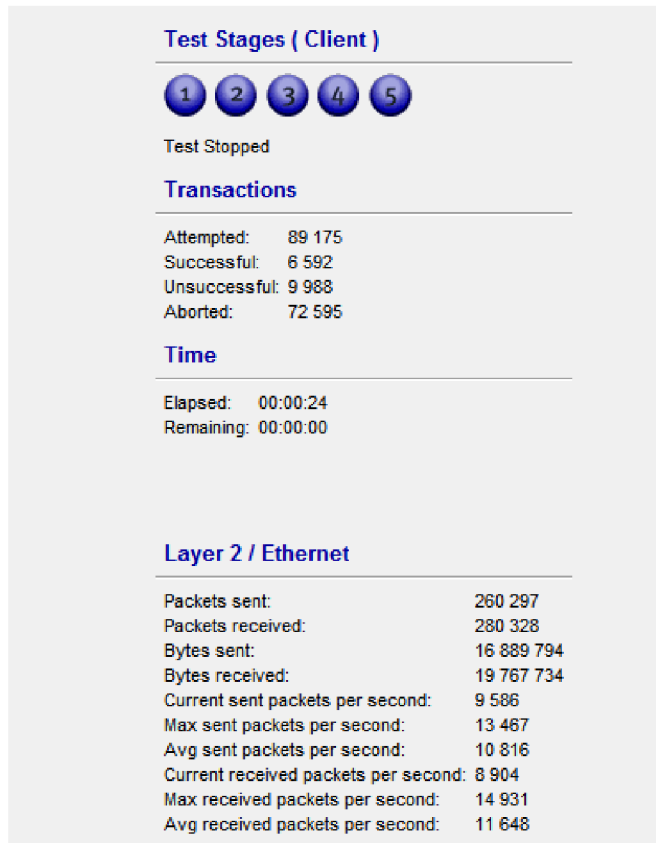 Test Stages ( Client )
1 2 3 4 5
Test Stopped
Transactions
Attempted: 89 175
Successful: 6 592
Unsuccessful: 9 988
Aborted: 72 595
Time
Elapsed: 00:00:24
Remaining: 00:00:00
Layer 2 / Ethernet
Packets sent: 260 297
Packets received: 280 328
Bytes sent: 16 889 794
Bytes received: 19 767 734
Current sent packets per second: 9 586
Max sent packets per second: 13 467
Avg sent packets per second: 10 816
Current received packets per second: 8 904
Max received packets per second: 14 931
Avg received packets per second: 11 648